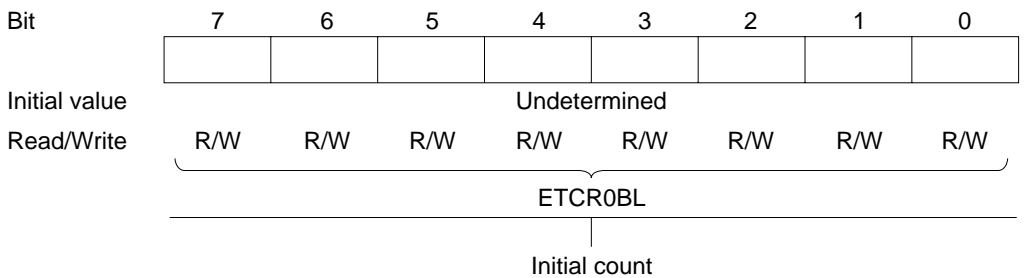 Bit 7 6 5 4 3 2 1 0
Initial value Undetermined
Read/Write R/W R/W R/W R/W R/W R/W R/W R/W
ETCR0BL
Initial count